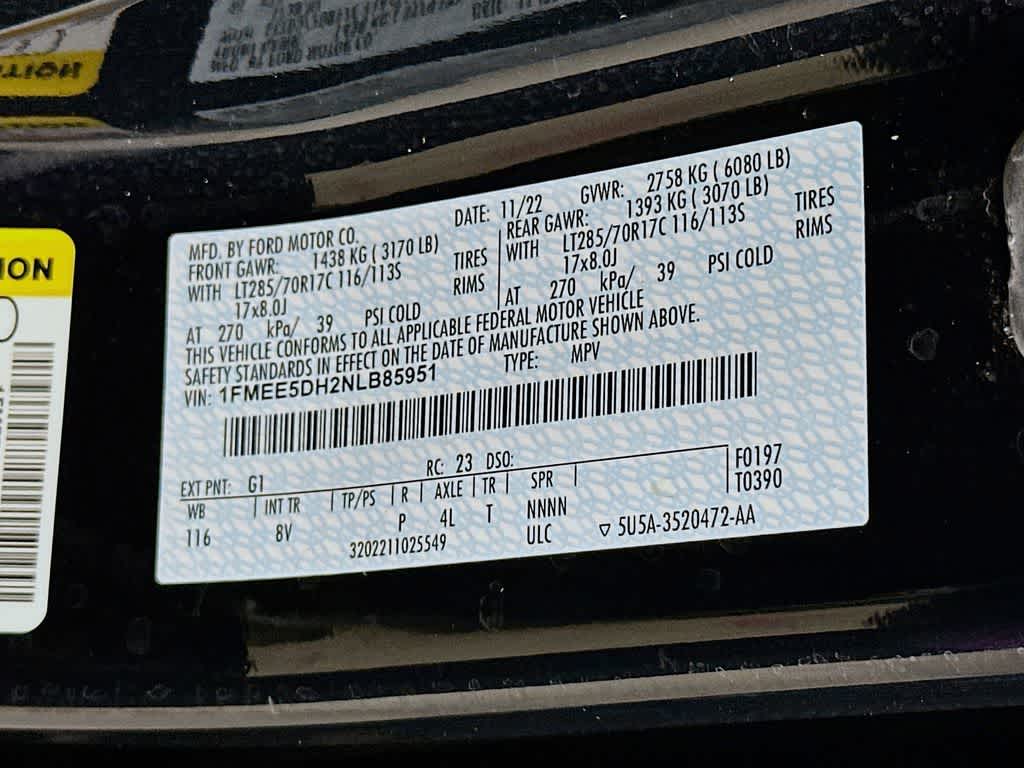 MFD. BY FORD MOTOR CO.
DATE: 11/22 GVWR: 2758 KG ( 6080 LB)
FRONT GAWR: 1438 KG ( 3170 LB)
WITH LT285/70R17C 116/113S TIRES
17x8.0J RIMS
AT 270 kPa/ 39 PSI COLD
REAR GAWR: 1393 KG ( 3070 LB)
WITH LT285/70R17C 116/113S TIRES
17x8.0J RIMS
AT 270 kPa/ 39 PSI COLD
THIS VEHICLE CONFORMS TO ALL APPLICABLE FEDERAL MOTOR VEHICLE
SAFETY STANDARDS IN EFFECT ON THE DATE OF MANUFACTURE SHOWN ABOVE.
VIN: 1FMEE5DH2NLB85951 TYPE: MPV
EXT PNT: G1 RC: 23 DSO:
F0197
T0390
WB INT TR TP/PS R AXLE TR SPR
116 8V P 4L T NNNN
3202211025549 ULC ▽ 5U5A-3520472-AA